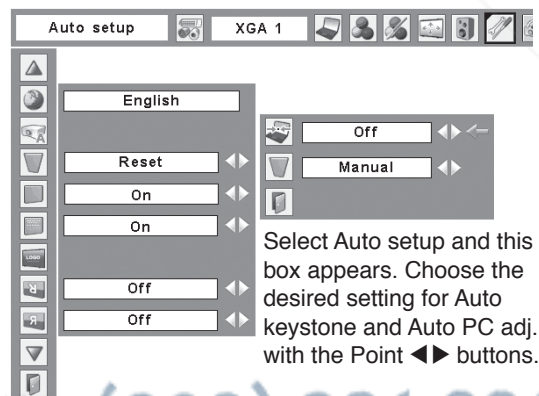 Auto setup XGA 1
English
Reset
On
On
LOGO
Off
Off
Off
Manual
Select Auto setup and this
box appears. Choose the
desired setting for Auto
keystone and Auto PC adj.
with the Point ◀▶ buttons.